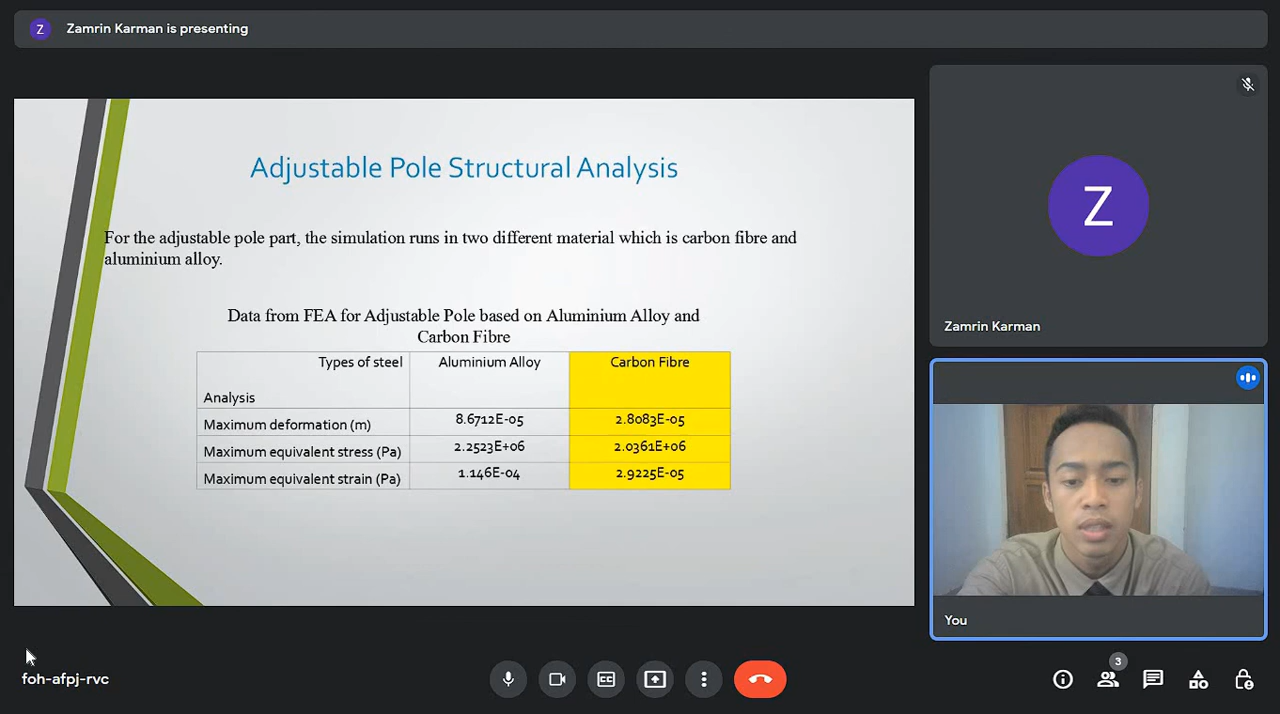 Z
Zamrin Karman is presenting
Adjustable Pole Structural Analysis
For the adjustable pole part, the simulation runs in two different material which is carbon fibre and
aluminium alloy.
Data from FEA for Adjustable Pole based on Aluminium Alloy and
Carbon Fibre
Types of steel Aluminium Alloy Carbon Fibre
Analysis
Maximum deformation (m) 8.6712E-05 2.8083E-05
Maximum equivalent stress (Pa) 2.2523E+06 2.0361E+06
Maximum equivalent strain (Pa) 1.146E-04 2.9225E-05
Z
Zamrin Karman
You
foh-afpj-rvc
CC
3